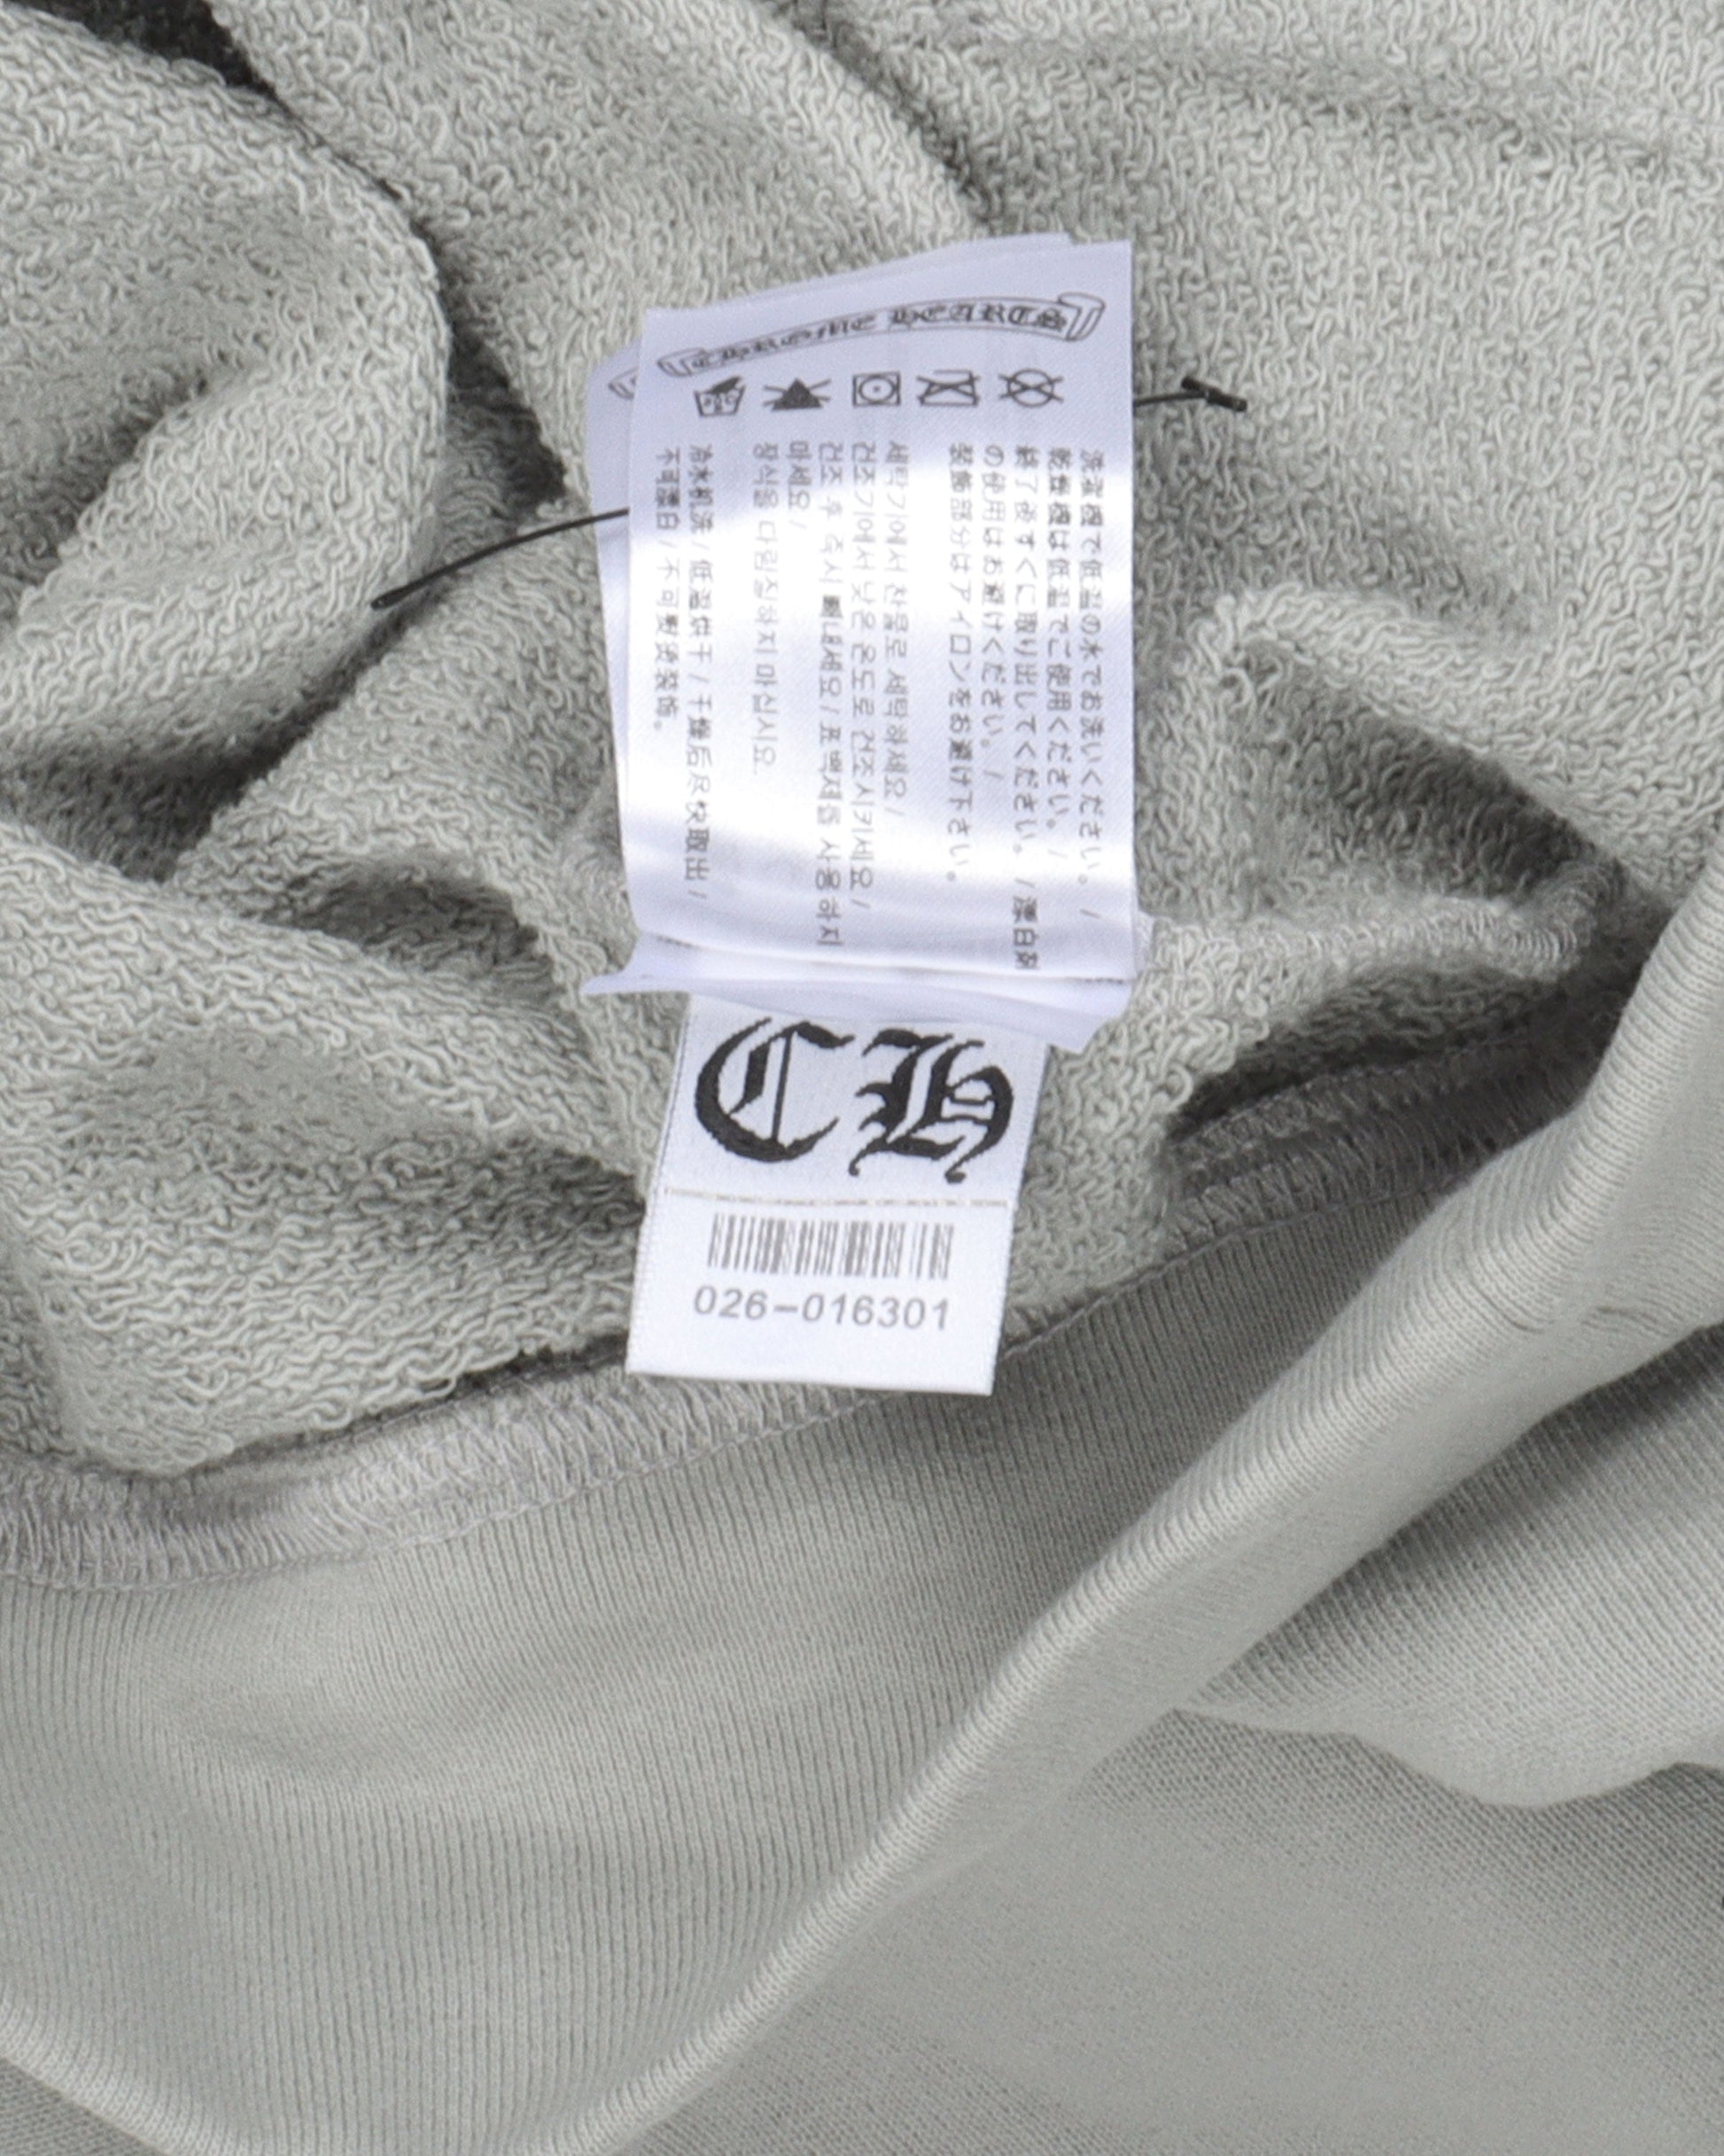 CHROME HEARTS
洗濯機で低温の水でお洗いください。/
乾燥機は低温でご使用ください。/
終了後すぐに取り出してください。/漂白剤
の使用はお避けください。/
装飾部分はアイロンをお避け下さい。
세탁기에서 찬물로 세탁하세요/
건조기에서 낮은 온도로 건조시키세요/
건조 후 즉시 빼내세요/표백제를 사용하지
마세요/
장식을 다림질하지 마십시요.
冷水机洗/低温烘干/干燥后尽快取出/
不可漂白/不可熨烫装饰。
CH
026-016301